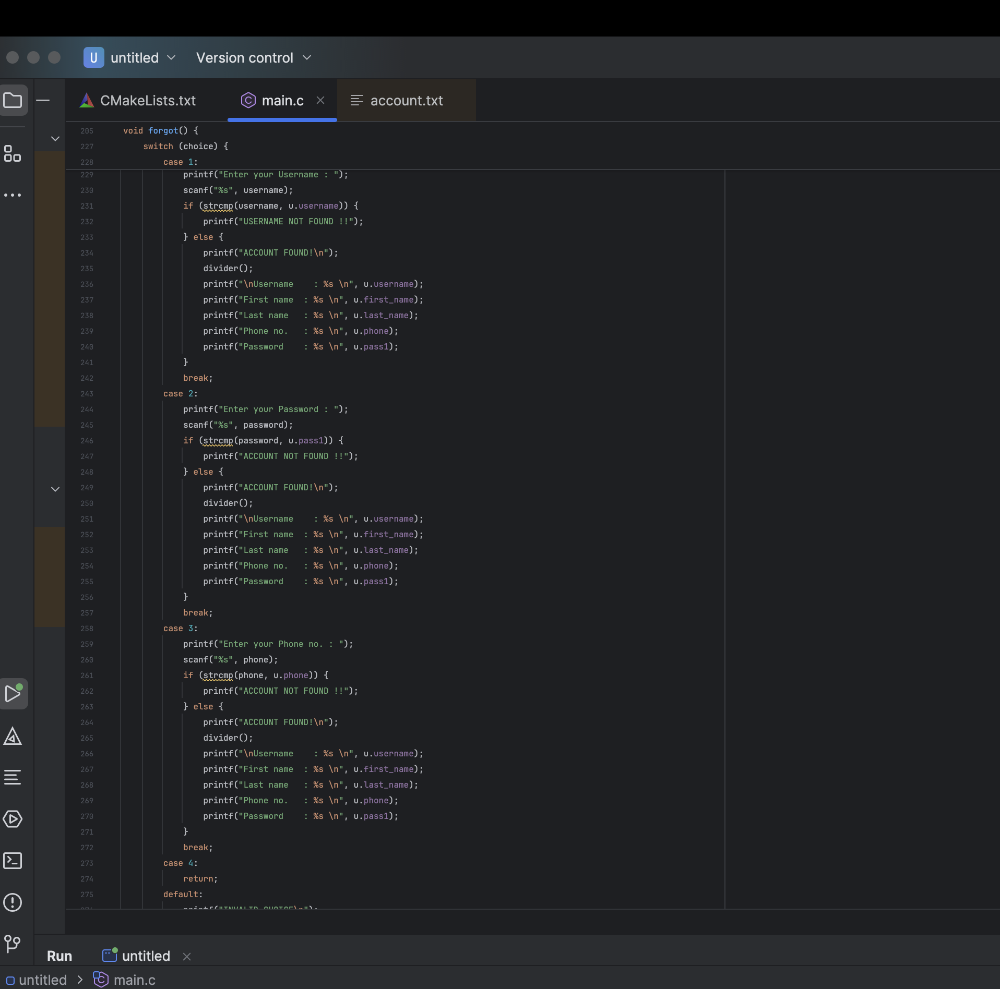 U untitled Version control
CMakeLists.txt main.c account.txt
205 void forgot() {
227 switch (choice) {
228 case 1:
229 printf("Enter your Username : ");
230 scanf("%s", username);
231 if (strcmp(username, u.username)) {
232 printf("USERNAME NOT FOUND !!");
233 } else {
234 printf("ACCOUNT FOUND!\n");
235 divider();
236 printf("\nUsername    : %s \n", u.username);
237 printf("First name  : %s \n", u.first_name);
238 printf("Last name   : %s \n", u.last_name);
239 printf("Phone no.   : %s \n", u.phone);
240 printf("Password    : %s \n", u.pass1);
241 }
242 break;
243 case 2:
244 printf("Enter your Password : ");
245 scanf("%s", password);
246 if (strcmp(password, u.pass1)) {
247 printf("ACCOUNT NOT FOUND !!");
248 } else {
249 printf("ACCOUNT FOUND!\n");
250 divider();
251 printf("\nUsername    : %s \n", u.username);
252 printf("First name  : %s \n", u.first_name);
253 printf("Last name   : %s \n", u.last_name);
254 printf("Phone no.   : %s \n", u.phone);
255 printf("Password    : %s \n", u.pass1);
256 }
257 break;
258 case 3:
259 printf("Enter your Phone no. : ");
260 scanf("%s", phone);
261 if (strcmp(phone, u.phone)) {
262 printf("ACCOUNT NOT FOUND !!");
263 } else {
264 printf("ACCOUNT FOUND!\n");
265 divider();
266 printf("\nUsername    : %s \n", u.username);
267 printf("First name  : %s \n", u.first_name);
268 printf("Last name   : %s \n", u.last_name);
269 printf("Phone no.   : %s \n", u.phone);
270 printf("Password    : %s \n", u.pass1);
271 }
272 break;
273 case 4:
274 return;
275 default:
printf("INVALID CHOICE\n");
Run untitled
untitled > main.c